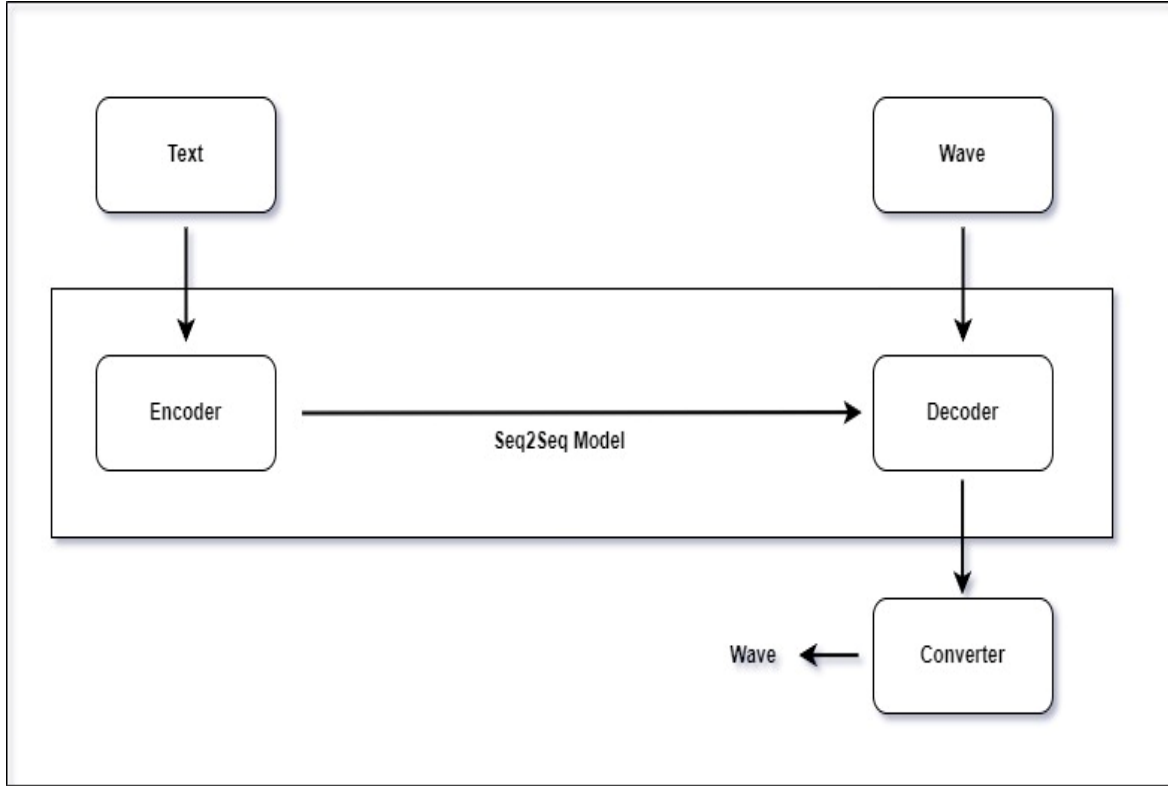 Text
Wave
Encoder
Decoder
Seq2Seq Model
Wave
Converter